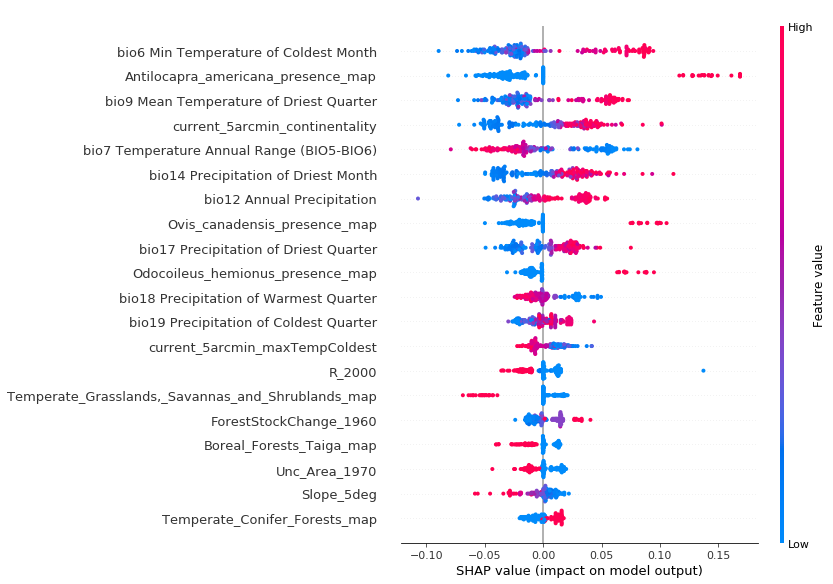 High
bio6 Min Temperature of Coldest Month
Antilocapra_americana_presence_map
bio9 Mean Temperature of Driest Quarter
current_5arcmin_continentality
bio7 Temperature Annual Range (BIO5-BIO6)
bio14 Precipitation of Driest Month
bio12 Annual Precipitation
Ovis_canadensis_presence_map
bio17 Precipitation of Driest Quarter
Odocoileus_hemionus_presence_map
bio18 Precipitation of Warmest Quarter
bio19 Precipitation of Coldest Quarter
current_5arcmin_maxTempColdest
R_2000
Temperate_Grasslands,_Savannas_and_Shrublands_map
ForestStockChange_1960
Boreal_Forests_Taiga_map
Unc_Area_1970
Slope_5deg
Temperate_Conifer_Forests_map
Feature value
Low
−0.10 −0.05 0.00 0.05 0.10 0.15
SHAP value (impact on model output)